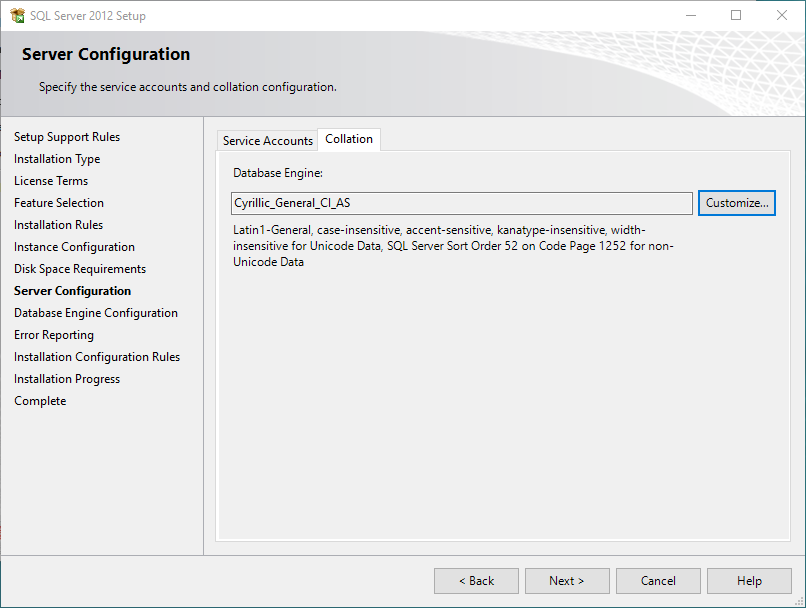 SQL Server 2012 Setup
Server Configuration
Specify the service accounts and collation configuration.
Setup Support Rules
Installation Type
License Terms
Feature Selection
Installation Rules
Instance Configuration
Disk Space Requirements
Server Configuration
Database Engine Configuration
Error Reporting
Installation Configuration Rules
Installation Progress
Complete
Service Accounts Collation
Database Engine:
Cyrillic_General_CI_AS Customize...
Latin1-General, case-insensitive, accent-sensitive, kanatype-insensitive, width-
insensitive for Unicode Data, SQL Server Sort Order 52 on Code Page 1252 for non-
Unicode Data
< Back Next > Cancel Help